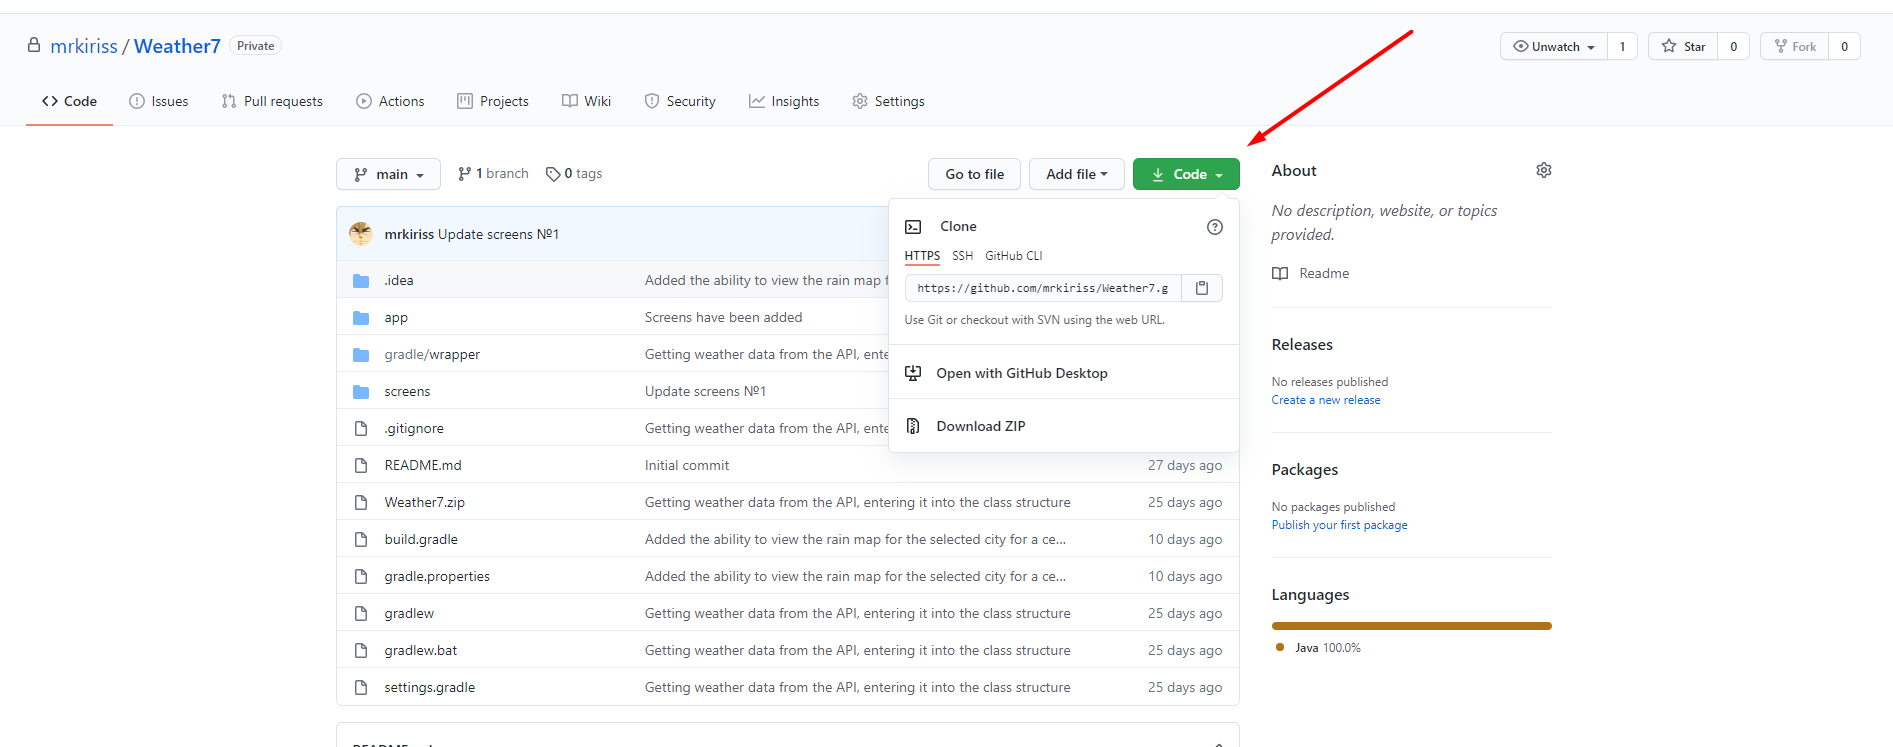 mrkiriss / Weather7 Private
Unwatch 1 Star 0 Fork 0
Code Issues Pull requests Actions Projects Wiki Security Insights Settings
main 1 branch 0 tags Go to file Add file Code
mrkiriss Update screens №1
.idea Added the ability to view the rain map f
app Screens have been added
gradle/wrapper Getting weather data from the API, ente
screens Update screens №1
.gitignore Getting weather data from the API, ente
README.md Initial commit 27 days ago
Weather7.zip Getting weather data from the API, entering it into the class structure 25 days ago
build.gradle Added the ability to view the rain map for the selected city for a ce... 10 days ago
gradle.properties Added the ability to view the rain map for the selected city for a ce... 10 days ago
gradlew Getting weather data from the API, entering it into the class structure 25 days ago
gradlew.bat Getting weather data from the API, entering it into the class structure 25 days ago
settings.gradle Getting weather data from the API, entering it into the class structure 25 days ago
Clone
HTTPS SSH GitHub CLI
https://github.com/mrkiriss/Weather7.g
Use Git or checkout with SVN using the web URL.
Open with GitHub Desktop
Download ZIP
About
No description, website, or topics
provided.
Readme
Releases
No releases published
Create a new release
Packages
No packages published
Publish your first package
Languages
Java 100.0%